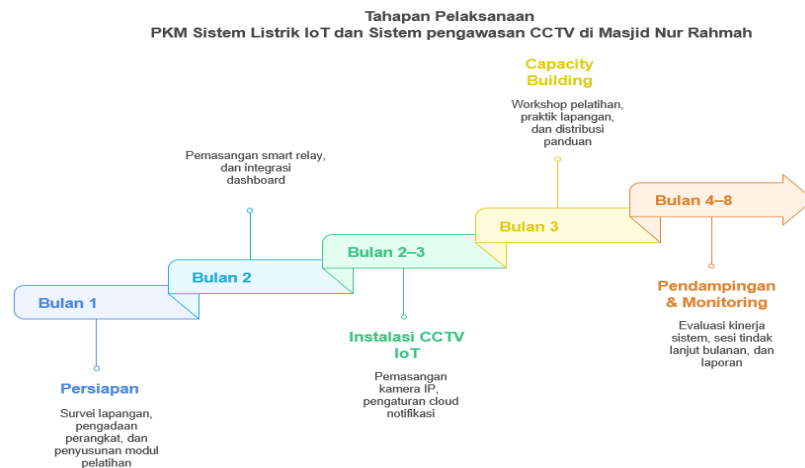 Tahapan Pelaksanaan
PKM Sistem Listrik IoT dan Sistem pengawasan CCTV di Masjid Nur Rahmah
Bulan 1
Persiapan
Survei lapangan,
pengadaan
perangkat, dan
penyusunan modul
pelatihan
Bulan 2
Pemasangan smart relay,
dan integrasi
dashboard
Bulan 2–3
Instalasi CCTV
IoT
Pemasangan
kamera IP,
pengaturan cloud
notifikasi
Bulan 3
Capacity
Building
Workshop pelatihan,
praktik lapangan,
dan distribusi
panduan
Bulan 4–8
Pendampingan
& Monitoring
Evaluasi kinerja
sistem, sesi tindak
lanjut bulanan, dan
laporan